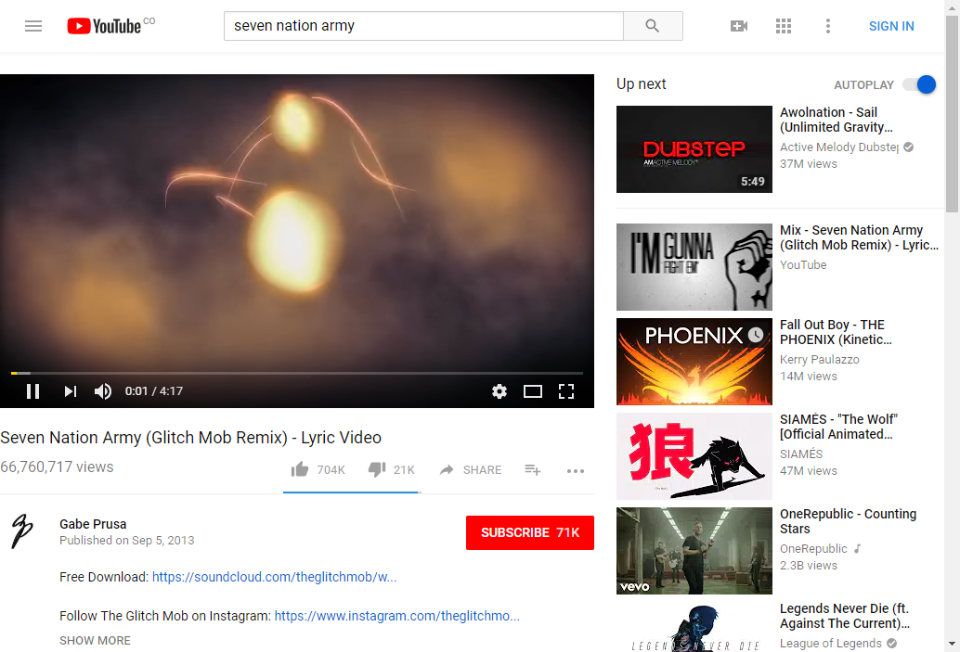 YouTube CO
seven nation army
SIGN IN
0:01 / 4:17
Seven Nation Army (Glitch Mob Remix) - Lyric Video
66,760,717 views
704K
21K
SHARE
Gabe Prusa
Published on Sep 5, 2013
SUBSCRIBE 71K
Free Download: https://soundcloud.com/theglitchmob/w...
Follow The Glitch Mob on Instagram: https://www.instagram.com/theglitchmo...
SHOW MORE
Up next
AUTOPLAY
DUBSTEP
AMACTIVE MELODY
5:49
Awolnation - Sail
(Unlimited Gravity...
Active Melody Dubstep
37M views
I'M GUNNA
FIGHT EM'
Mix - Seven Nation Army
(Glitch Mob Remix) - Lyric...
YouTube
PHOENIX
Fall Out Boy - THE
PHOENIX (Kinetic...
Kerry Paulazzo
14M views
狼
SIAMÉS - "The Wolf"
[Official Animated...
SIAMÉS
47M views
vevo
OneRepublic - Counting
Stars
OneRepublic
2.3B views
LEGENDS NEVER DIE
Legends Never Die (ft.
Against The Current)...
League of Legends